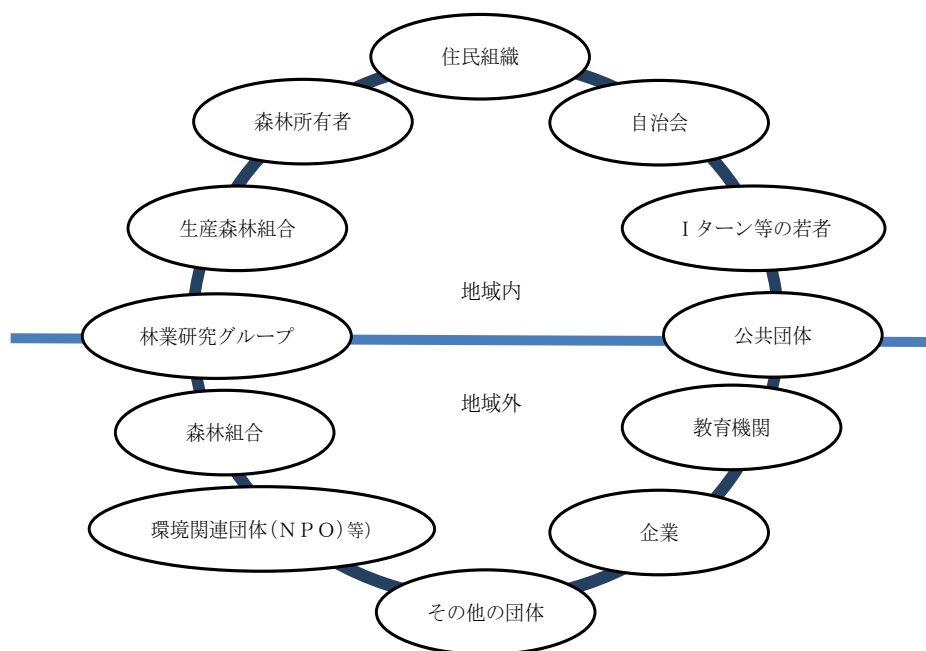 住民組織
森林所有者
自治会
生産森林組合
Ｉターン等の若者
地域内
林業研究グループ
公共団体
地域外
森林組合
教育機関
環境関連団体(ＮＰＯ)等)
企業
その他の団体